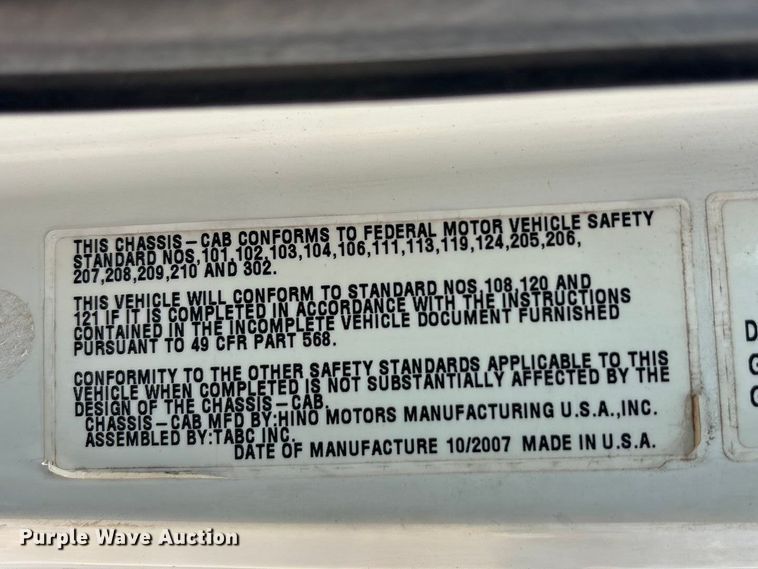 THIS CHASSIS-CAB CONFORMS TO FEDERAL MOTOR VEHICLE SAFETY
STANDARD NOS,101,102,103,104,106,111,113,119,124,205,206,
207,208,209,210 AND 302.
THIS VEHICLE WILL CONFORM TO STANDARD NOS,108,120 AND
121 IF IT IS COMPLETED IN ACCORDANCE WITH THE INSTRUCTIONS
CONTAINED IN THE INCOMPLETE VEHICLE DOCUMENT FURNISHED
PURSUANT TO 49 CFR PART 568.
CONFORMITY TO THE OTHER SAFETY STANDARDS APPLICABLE TO THIS
VEHICLE WHEN COMPLETED IS NOT SUBSTANTIALLY AFFECTED BY THE
DESIGN OF THE CHASSIS-CAB.
CHASSIS-CAB MFD BY:HINO MOTORS MANUFACTURING U.S.A.,INC.
ASSEMBLED BY:TABC INC.
DATE OF MANUFACTURE 10/2007 MADE IN U.S.A.
Purple Wave Auction